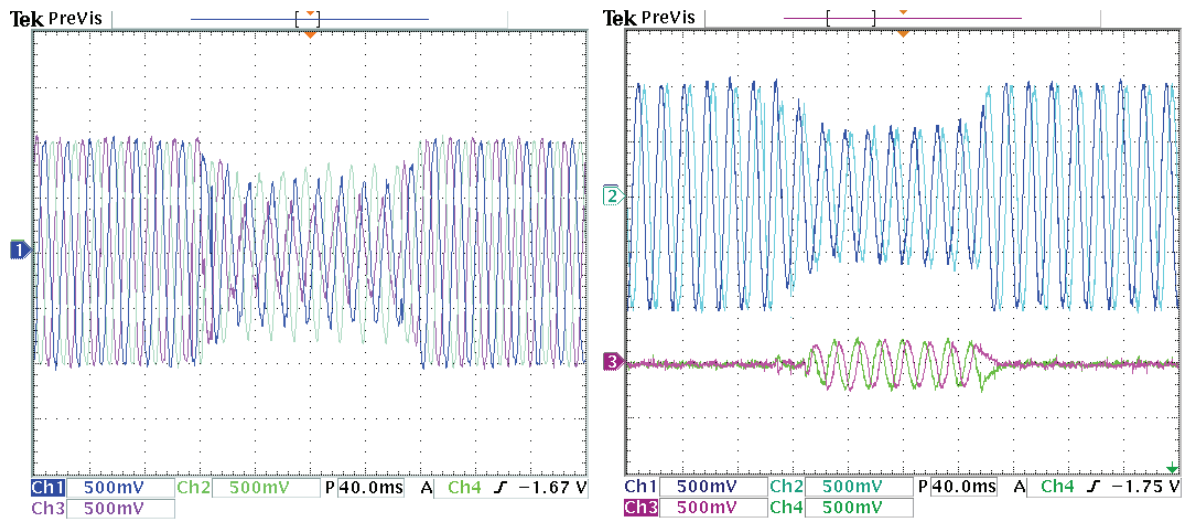 Tek PreVis
1
Ch1 500mV Ch2 500mV P 40.0ms A Ch4 ƒ −1.67 V
Ch3 500mV
Tek PreVis
2
3
Ch1 500mV Ch2 500mV P 40.0ms A Ch4 ƒ −1.75 V
Ch3 500mV Ch4 500mV